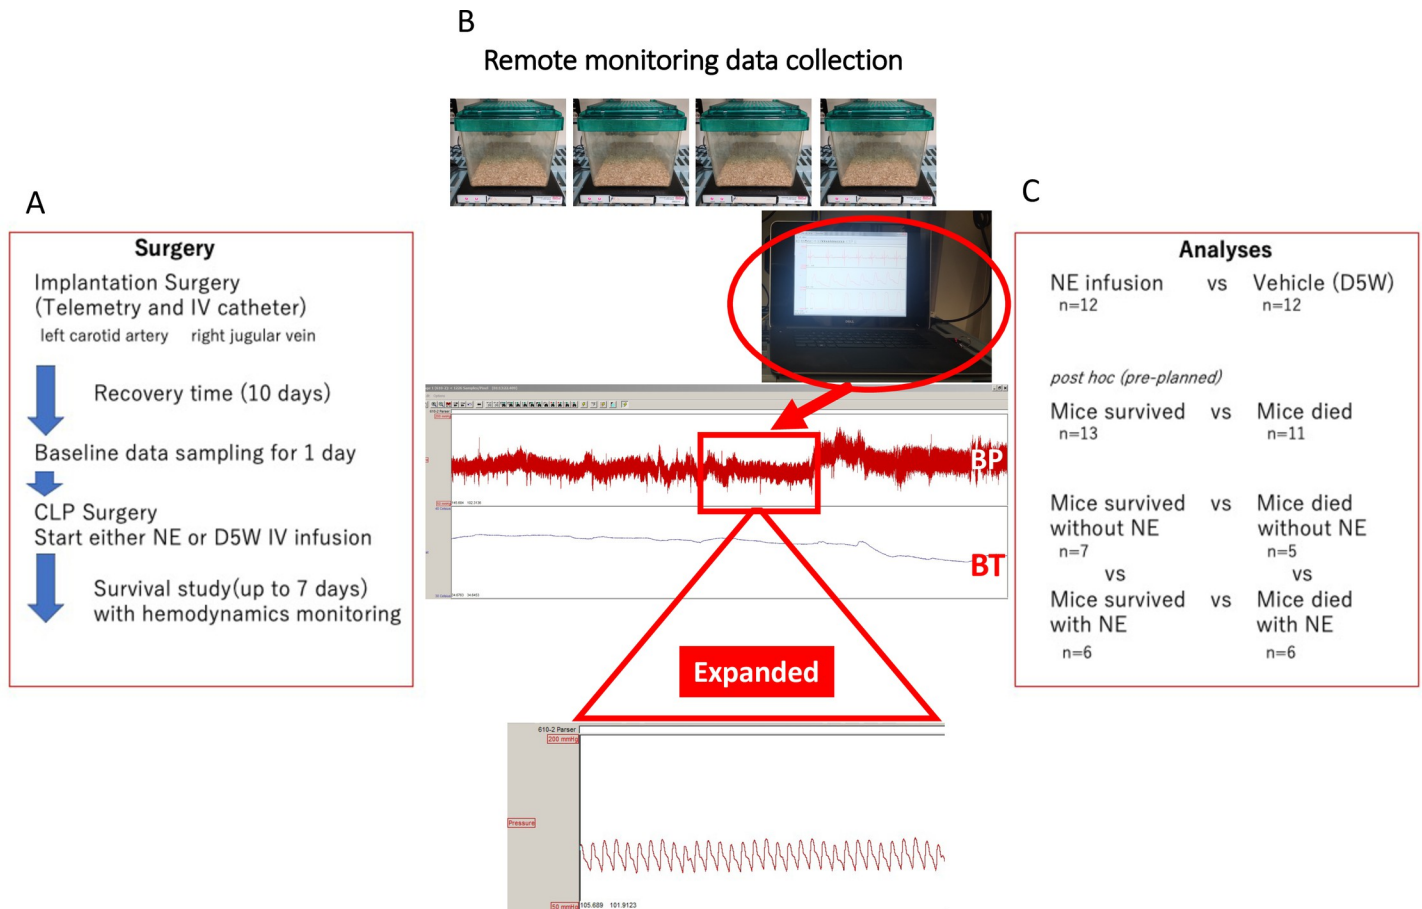 A
Surgery
Implantation Surgery
(Telemetry and IV catheter)
left carotid artery right jugular vein
Recovery time (10 days)
Baseline data sampling for 1 day
CLP Surgery
Start either NE or D5W IV infusion
Survival study(up to 7 days)
with hemodynamics monitoring
B
Remote monitoring data collection
BP
BT
Expanded
610-2 Parser
200 mmHg
Pressure
50 mmHg
105.689 101.9123
C
Analyses
NE infusion vs Vehicle (D5W)
n=12 n=12
post hoc (pre-planned)
Mice survived vs Mice died
n=13 n=11
Mice survived vs Mice died
without NE without NE
n=7 n=5
vs vs
Mice survived vs Mice died
with NE with NE
n=6 n=6